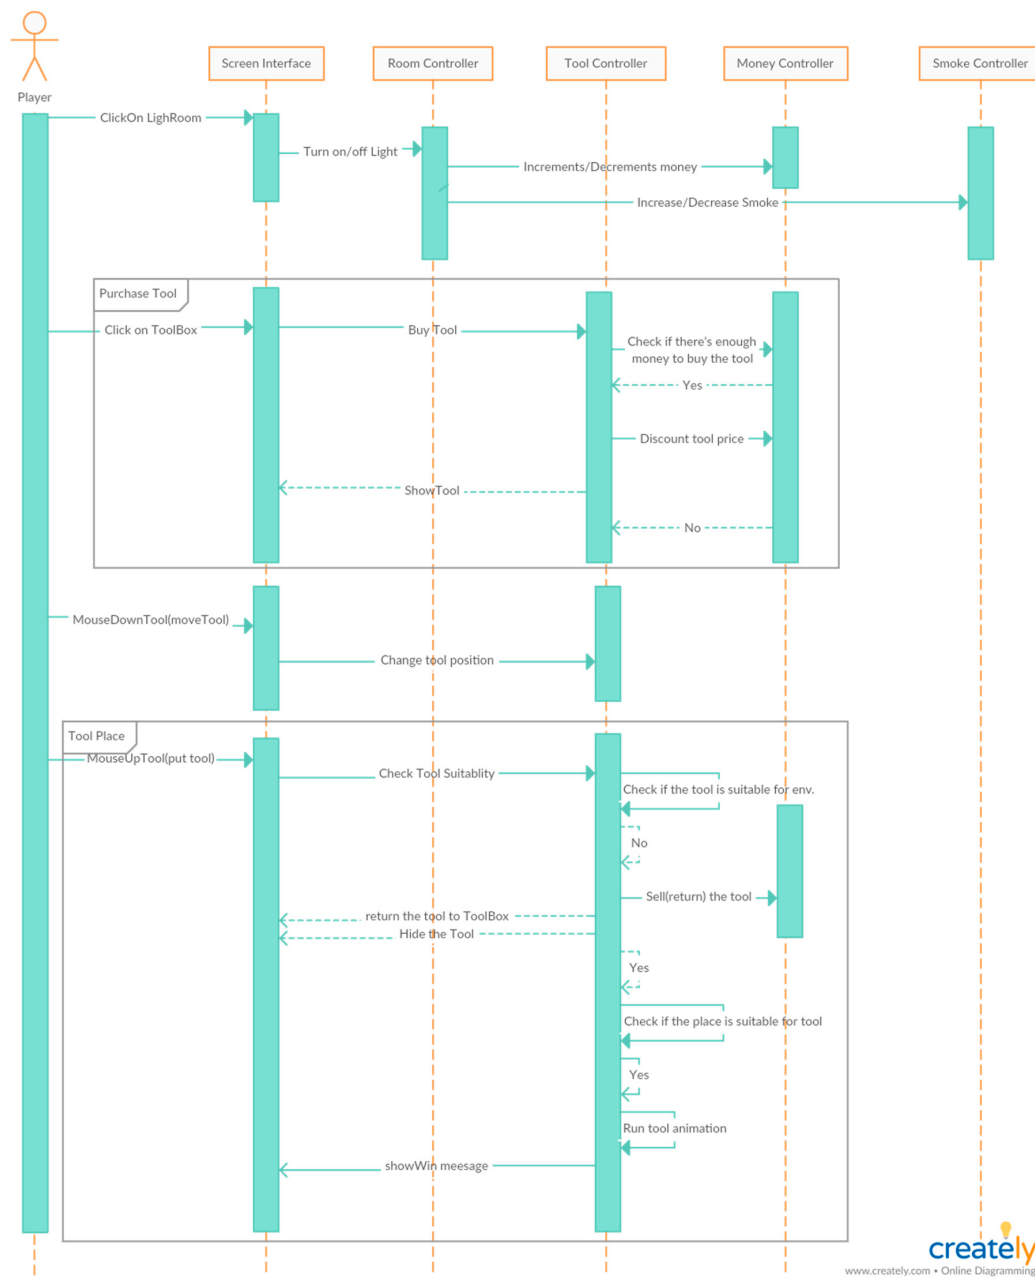 Player
Screen Interface
Room Controller
Tool Controller
Money Controller
Smoke Controller
ClickOn LighRoom
Turn on/off Light
Increments/Decrements money
Increase/Decrease Smoke
Purchase Tool
Click on ToolBox
Buy Tool
Check if there's enough
money to buy the tool
Yes
Discount tool price
ShowTool
No
MouseDownTool(moveTool)
Change tool position
Tool Place
MouseUpTool(put tool)
Check Tool Suitablity
Check if the tool is suitable for env.
No
Sell(return) the tool
return the tool to ToolBox
Hide the Tool
Yes
Check if the place is suitable for tool
Yes
Run tool animation
showWin meesage
creately
www.creately.com • Online Diagramming